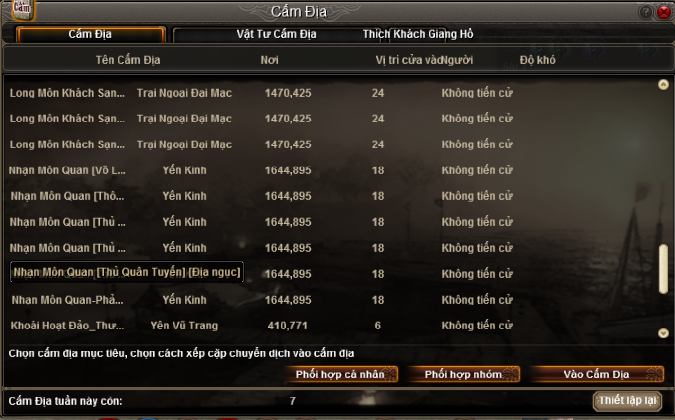 Cấm
Cấm Địa
Cấm Địa Vật Tư Cấm Địa Thích Khách Giang Hồ
Tên Cấm Địa Nơi Vị trí cửa vào Người Độ khó
Long Môn Khách Sạn... Trại Ngoại Đại Mạc 1470,425 24 Không tiến cử
Long Môn Khách Sạn... Trại Ngoại Đại Mạc 1470,425 24 Không tiến cử
Long Môn Khách Sạn... Trại Ngoại Đại Mạc 1470,425 24 Không tiến cử
Nhạn Môn Quan [Võ L... Yến Kinh 1644,895 18 Không tiến cử
Nhạn Môn Quan [Thô... Yến Kinh 1644,895 18 Không tiến cử
Nhạn Môn Quan [Thủ ... Yến Kinh 1644,895 18 Không tiến cử
Nhạn Môn Quan [Thủ ... Yến Kinh 1644,895 18 Không tiến cử
Nhạn Môn Quan [Thủ Quân Tuyến] [Địa ngục] 1644,895 18 Không tiến cử
Nhạn Môn Quan-Phả... Yến Kinh 1644,895 18 Không tiến cử
Khoái Hoạt Đảo_Thư... Yên Vũ Trang 410,771 6 Không tiến cử
Chọn cấm địa mục tiêu, chọn cách xếp cặp chuyển dịch vào cấm địa
Phối hợp cá nhân Phối hợp nhóm Vào Cấm Địa
Cấm Địa tuần này còn: 7 Thiết lập lại